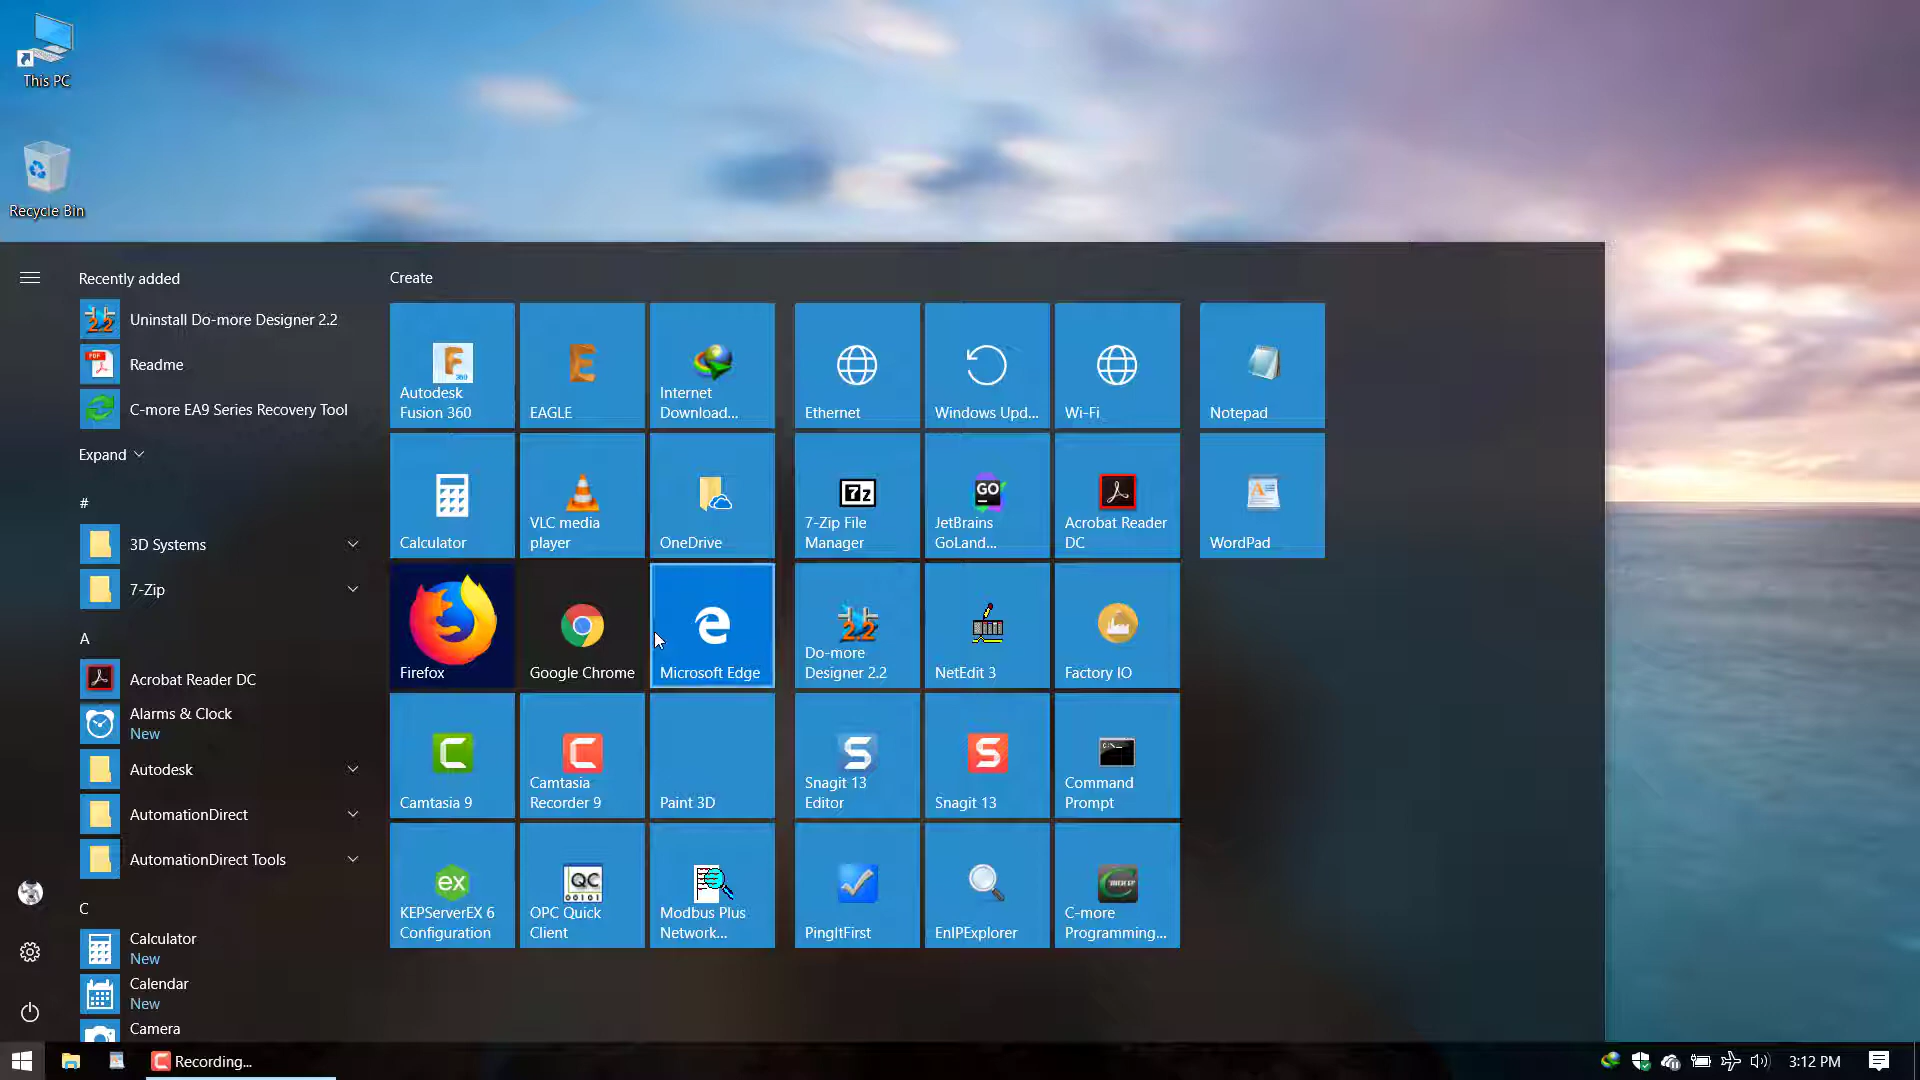 This PC
Recycle Bin
Recently added
Uninstall Do-more Designer 2.2
Readme
C-more EA9 Series Recovery Tool
Expand
#
3D Systems
7-Zip
A
Acrobat Reader DC
Alarms & Clock
New
Autodesk
AutomationDirect
AutomationDirect Tools
C
Calculator
New
Calendar
New
Camera
Create
Autodesk
Fusion 360
EAGLE
Internet
Download...
Ethernet
Windows Upd...
Wi-Fi
Notepad
Calculator
VLC media
player
OneDrive
7-Zip File
Manager
JetBrains
GoLand...
Acrobat Reader
DC
WordPad
Firefox
Google Chrome
Microsoft Edge
Do-more
Designer 2.2
NetEdit 3
Factory IO
Camtasia 9
Camtasia
Recorder 9
Paint 3D
Snagit 13
Editor
Snagit 13
Command
Prompt
KEPServerEX 6
Configuration
OPC Quick
Client
Modbus Plus
Network...
PingItFirst
EnIPExplorer
C-more
Programming...
Recording...
3:12 PM